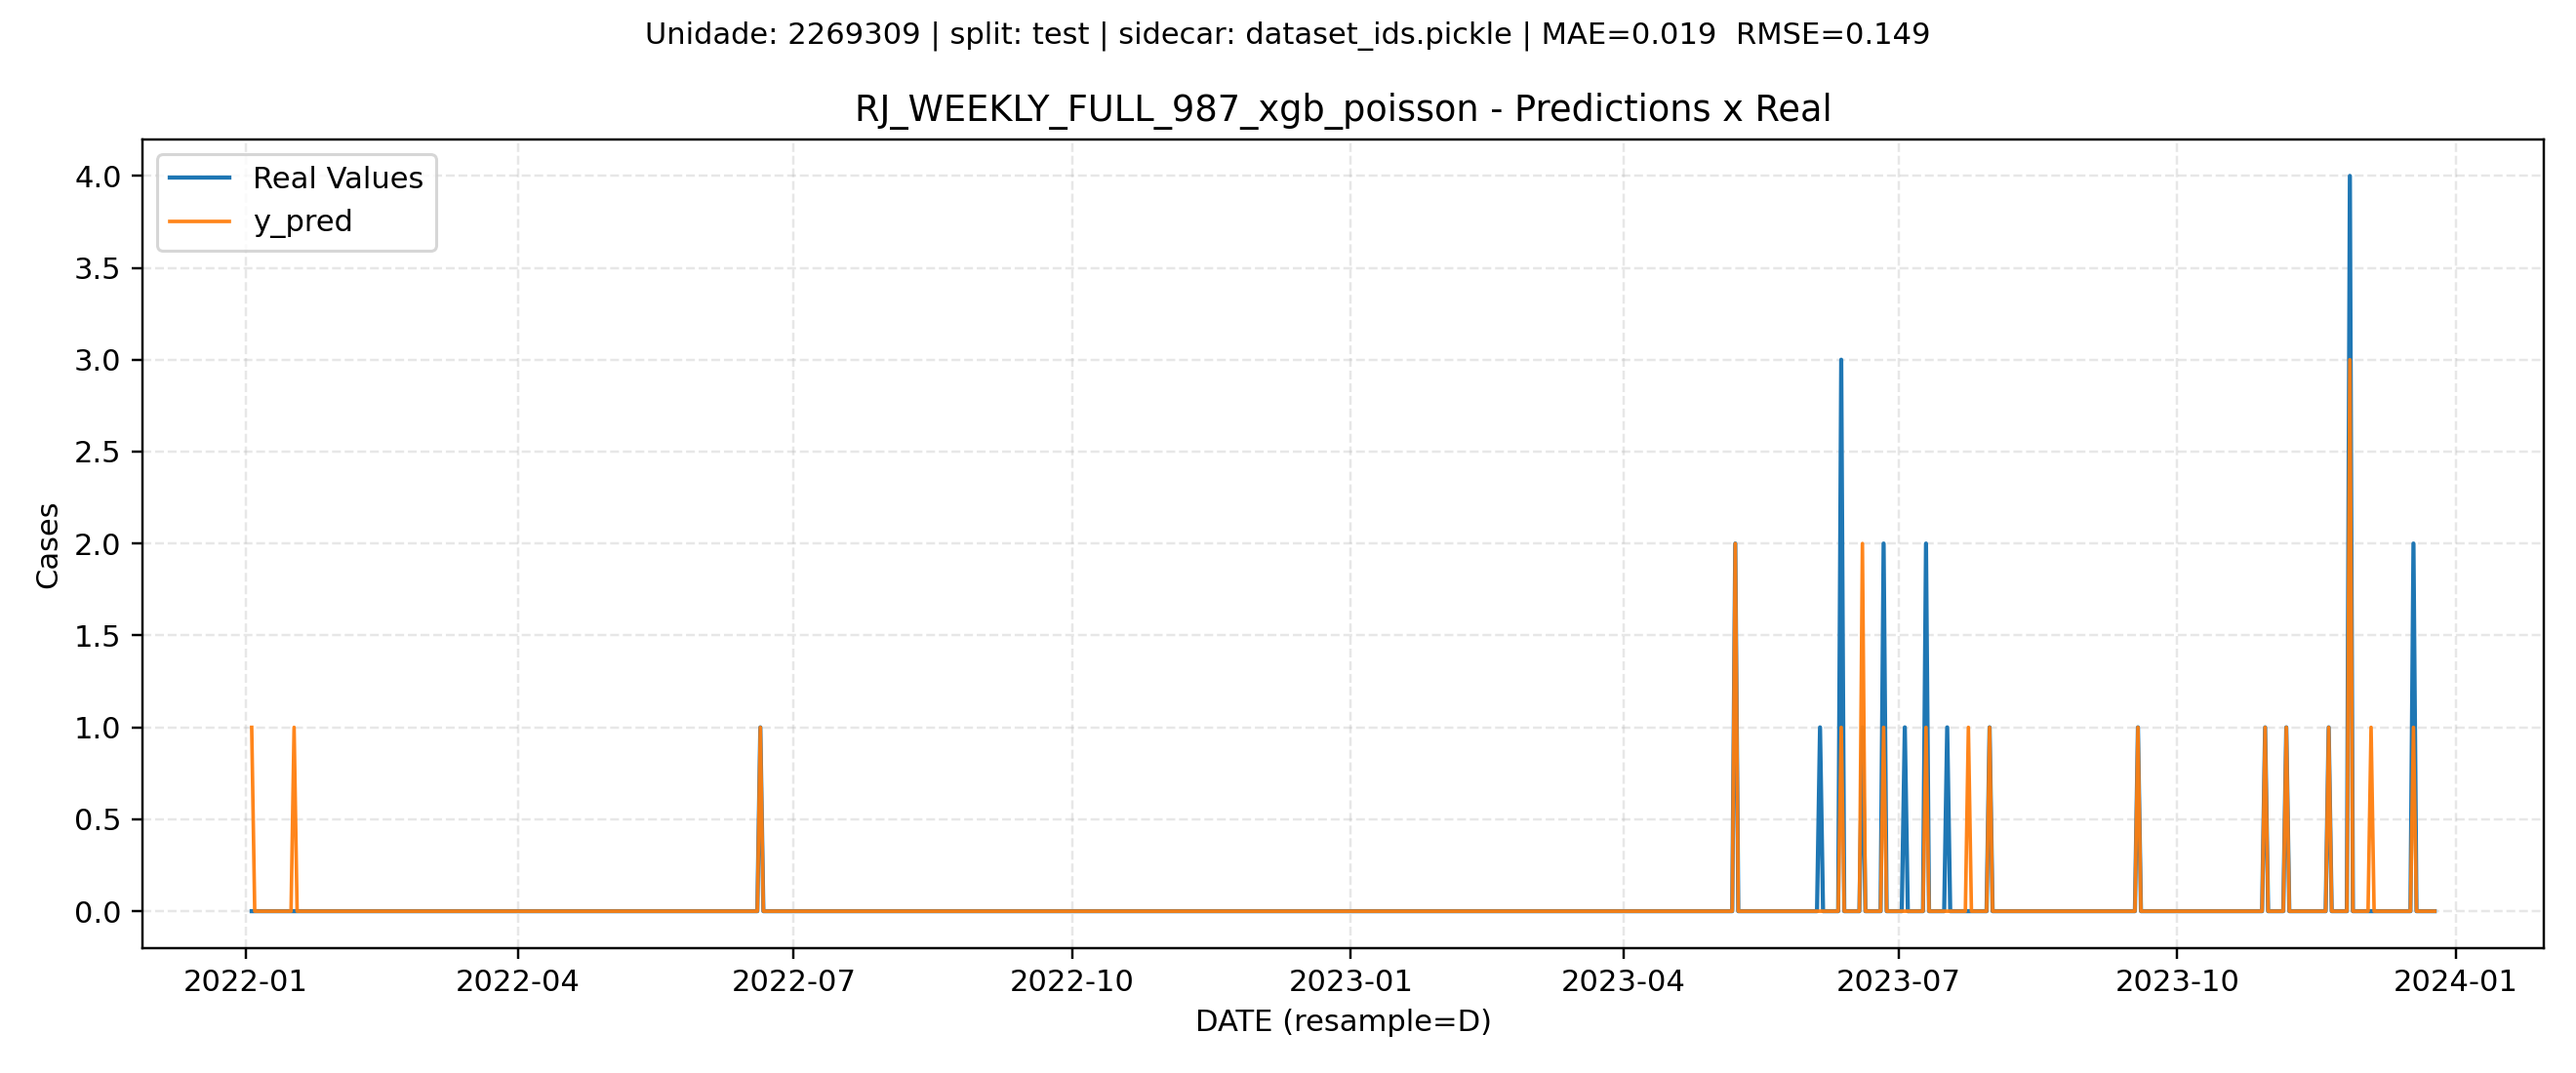 Unidade: 2269309 | split: test | sidecar: dataset_ids.pickle | MAE=0.019  RMSE=0.149
RJ_WEEKLY_FULL_987_xgb_poisson - Predictions x Real
Real Values
y_pred
4.0
3.5
3.0
2.5
2.0
1.5
1.0
0.5
0.0
Cases
2022-01 2022-04 2022-07 2022-10 2023-01 2023-04 2023-07 2023-10 2024-01
DATE (resample=D)